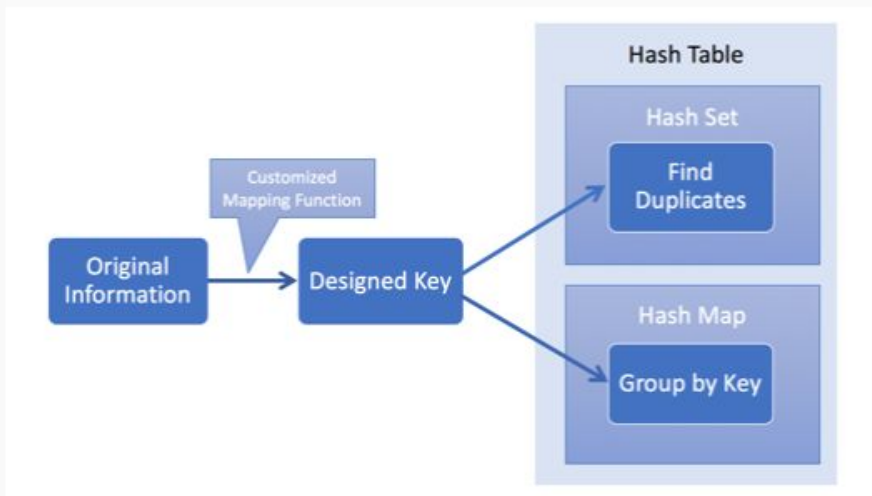 Hash Table
Hash Set
Find
Duplicates
Customized
Mapping Function
Original
Information
Designed Key
Hash Map
Group by Key